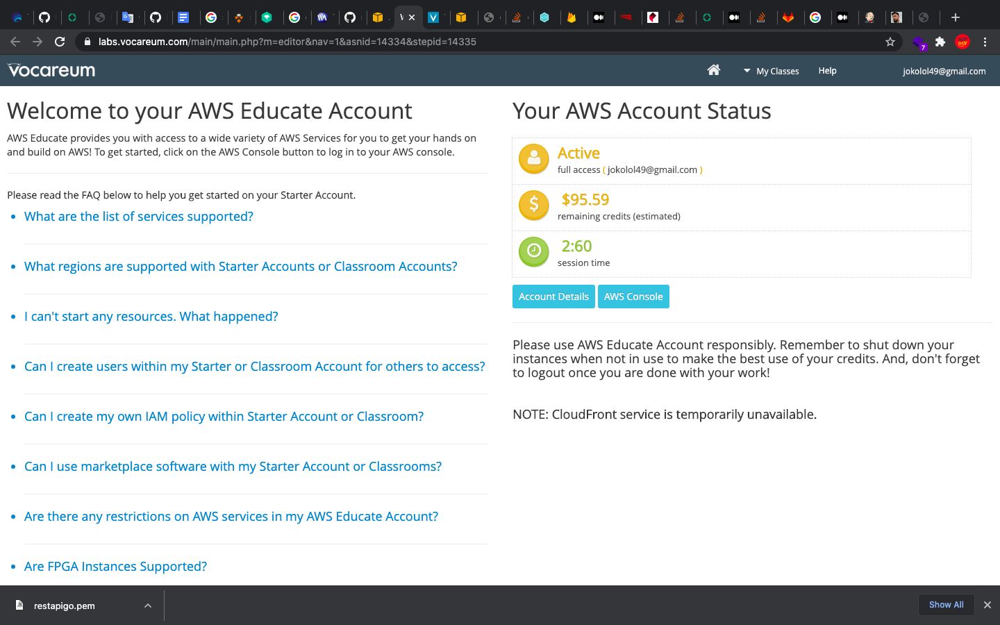 labs.vocareum.com/main/main.php?m=editor&nav=1&asnid=14334&stepid=14335
7
vocareum
My Classes
Help
jokolol49@gmail.com
Welcome to your AWS Educate Account
AWS Educate provides you with access to a wide variety of AWS Services for you to get your hands on
and build on AWS! To get started, click on the AWS Console button to log in to your AWS console.
Please read the FAQ below to help you get started on your Starter Account.
What are the list of services supported?
What regions are supported with Starter Accounts or Classroom Accounts?
I can't start any resources. What happened?
Can I create users within my Starter or Classroom Account for others to access?
Can I create my own IAM policy within Starter Account or Classroom?
Can I use marketplace software with my Starter Account or Classrooms?
Are there any restrictions on AWS services in my AWS Educate Account?
Are FPGA Instances Supported?
Your AWS Account Status
Active
full access ( jokolol49@gmail.com )
$95.59
remaining credits (estimated)
2:60
session time
Account Details
AWS Console
Please use AWS Educate Account responsibly. Remember to shut down your
instances when not in use to make the best use of your credits. And, don't forget
to logout once you are done with your work!
NOTE: CloudFront service is temporarily unavailable.
restapigo.pem
Show All